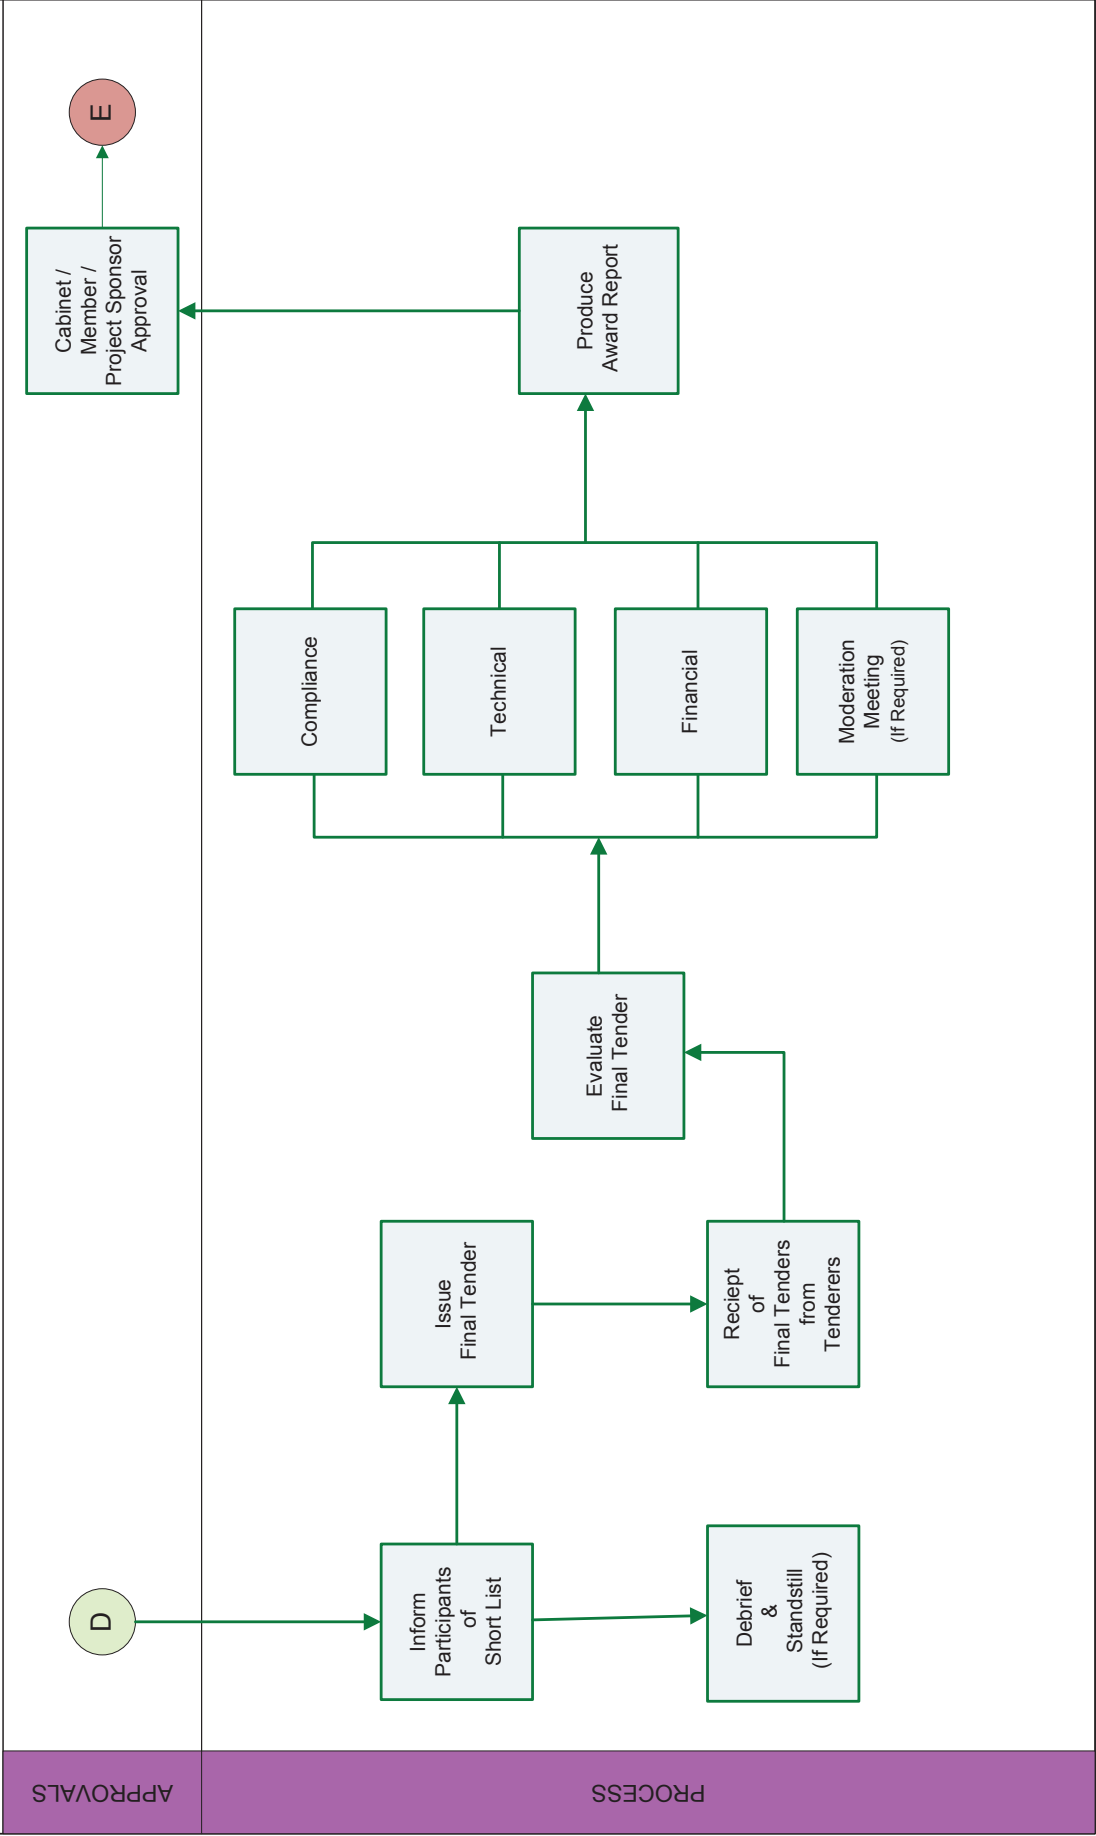 APPROVALS
D
Cabinet /
Member /
Project Sponsor
Approval
E
PROCESS
Inform
Participants
of
Short List
Debrief
&
Standstill
(If Required)
Issue
Final Tender
Reciept
of
Final Tenders
from
Tenderers
Evaluate
Final Tender
Compliance
Technical
Financial
Moderation
Meeting
(If Required)
Produce
Award Report